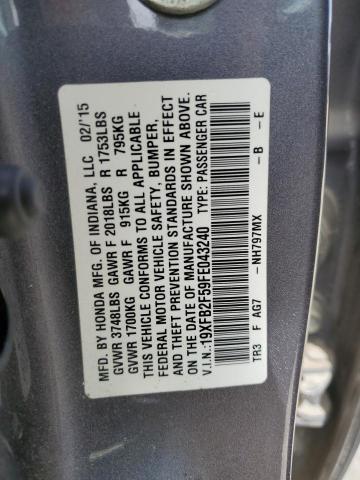 MFD. BY HONDA MFG. OF INDIANA, LLC 02/'15
GVWR 3748LBS GAWR F 2018LBS R 1753LBS
GVWR 1700KG GAWR F 915KG R 795KG
THIS VEHICLE CONFORMS TO ALL APPLICABLE
FEDERAL MOTOR VEHICLE SAFETY, BUMPER,
AND THEFT PREVENTION STANDARDS IN EFFECT
ON THE DATE OF MANUFACTURE SHOWN ABOVE.
V.I.N.:19XFB2F59FE043240 TYPE: PASSENGER CAR
TR3 F AG7 -NH797MX -B -E